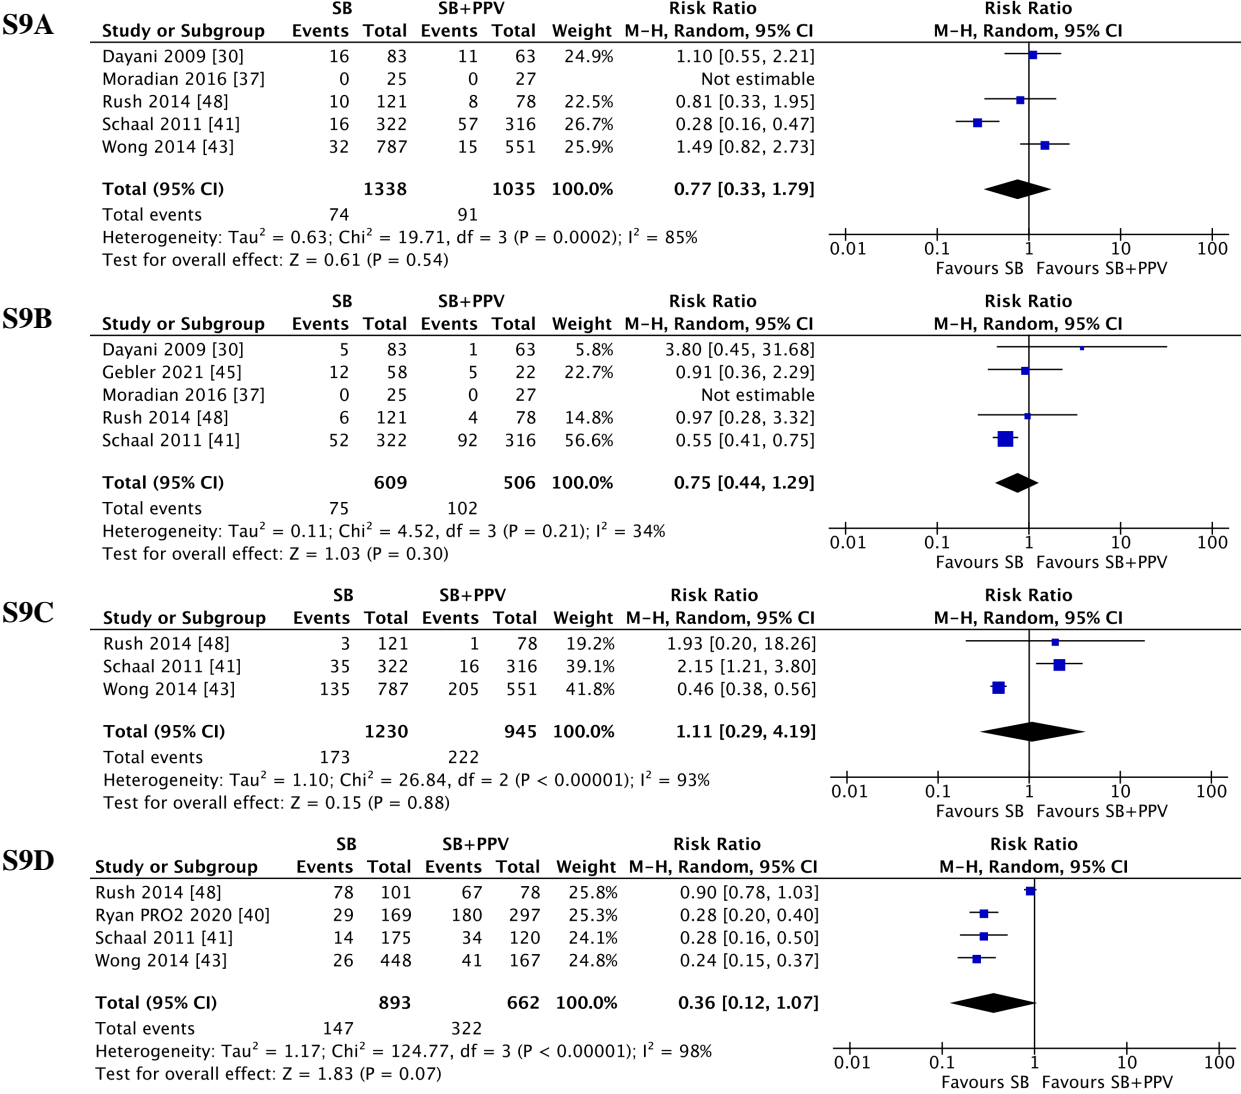 S9A
SB SB+PPV Risk Ratio Risk Ratio
Study or Subgroup Events Total Events Total Weight M-H, Random, 95% CI M-H, Random, 95% CI
Dayani 2009 [30] 16 83 11 63 24.9% 1.10 [0.55, 2.21]
Moradian 2016 [37] 0 25 0 27 Not estimable
Rush 2014 [48] 10 121 8 78 22.5% 0.81 [0.33, 1.95]
Schaal 2011 [41] 16 322 57 316 26.7% 0.28 [0.16, 0.47]
Wong 2014 [43] 32 787 15 551 25.9% 1.49 [0.82, 2.73]
Total (95% CI) 1338 1035 100.0% 0.77 [0.33, 1.79]
Total events 74 91
Heterogeneity: Tau² = 0.63; Chi² = 19.71, df = 3 (P = 0.0002); I² = 85%
Test for overall effect: Z = 0.61 (P = 0.54)
0.01 0.1 1 10 100
Favours SB Favours SB+PPV
S9B
SB SB+PPV Risk Ratio Risk Ratio
Study or Subgroup Events Total Events Total Weight M-H, Random, 95% CI M-H, Random, 95% CI
Dayani 2009 [30] 5 83 1 63 5.8% 3.80 [0.45, 31.68]
Gebler 2021 [45] 12 58 5 22 22.7% 0.91 [0.36, 2.29]
Moradian 2016 [37] 0 25 0 27 Not estimable
Rush 2014 [48] 6 121 4 78 14.8% 0.97 [0.28, 3.32]
Schaal 2011 [41] 52 322 92 316 56.6% 0.55 [0.41, 0.75]
Total (95% CI) 609 506 100.0% 0.75 [0.44, 1.29]
Total events 75 102
Heterogeneity: Tau² = 0.11; Chi² = 4.52, df = 3 (P = 0.21); I² = 34%
Test for overall effect: Z = 1.03 (P = 0.30)
0.01 0.1 1 10 100
Favours SB Favours SB+PPV
S9C
SB SB+PPV Risk Ratio Risk Ratio
Study or Subgroup Events Total Events Total Weight M-H, Random, 95% CI M-H, Random, 95% CI
Rush 2014 [48] 3 121 1 78 19.2% 1.93 [0.20, 18.26]
Schaal 2011 [41] 35 322 16 316 39.1% 2.15 [1.21, 3.80]
Wong 2014 [43] 135 787 205 551 41.8% 0.46 [0.38, 0.56]
Total (95% CI) 1230 945 100.0% 1.11 [0.29, 4.19]
Total events 173 222
Heterogeneity: Tau² = 1.10; Chi² = 26.84, df = 2 (P < 0.00001); I² = 93%
Test for overall effect: Z = 0.15 (P = 0.88)
0.01 0.1 1 10 100
Favours SB Favours SB+PPV
S9D
SB SB+PPV Risk Ratio Risk Ratio
Study or Subgroup Events Total Events Total Weight M-H, Random, 95% CI M-H, Random, 95% CI
Rush 2014 [48] 78 101 67 78 25.8% 0.90 [0.78, 1.03]
Ryan PRO2 2020 [40] 29 169 180 297 25.3% 0.28 [0.20, 0.40]
Schaal 2011 [41] 14 175 34 120 24.1% 0.28 [0.16, 0.50]
Wong 2014 [43] 26 448 41 167 24.8% 0.24 [0.15, 0.37]
Total (95% CI) 893 662 100.0% 0.36 [0.12, 1.07]
Total events 147 322
Heterogeneity: Tau² = 1.17; Chi² = 124.77, df = 3 (P < 0.00001); I² = 98%
Test for overall effect: Z = 1.83 (P = 0.07)
0.01 0.1 1 10 100
Favours SB Favours SB+PPV